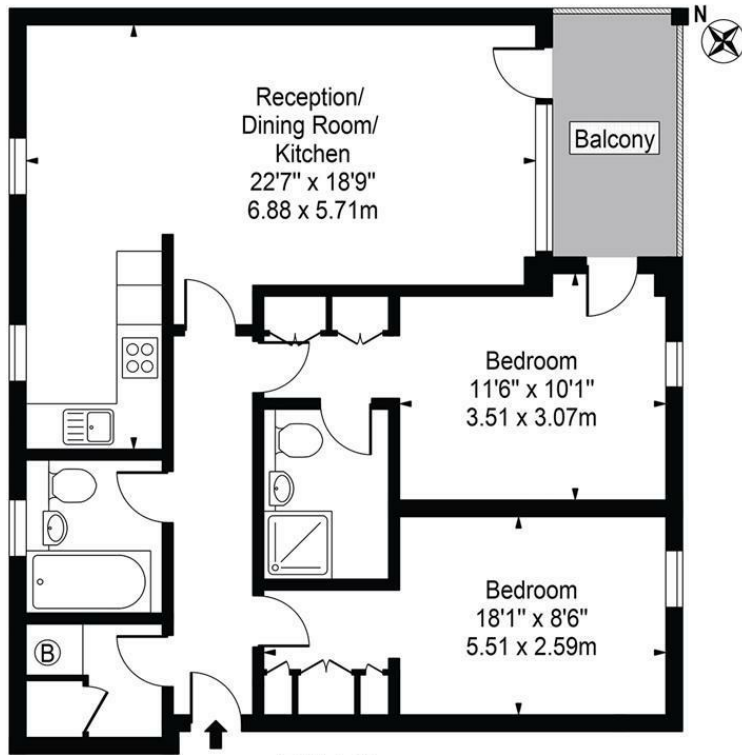 N
Reception/
Dining Room/
Kitchen
22'7" x 18'9"
6.88 x 5.71m
Balcony
Bedroom
11'6" x 10'1"
3.51 x 3.07m
Bedroom
18'1" x 8'6"
5.51 x 2.59m
B